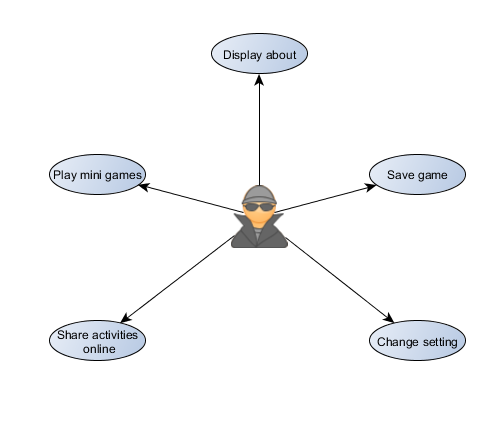 Display about
Play mini games
Save game
Share activities
online
Change setting